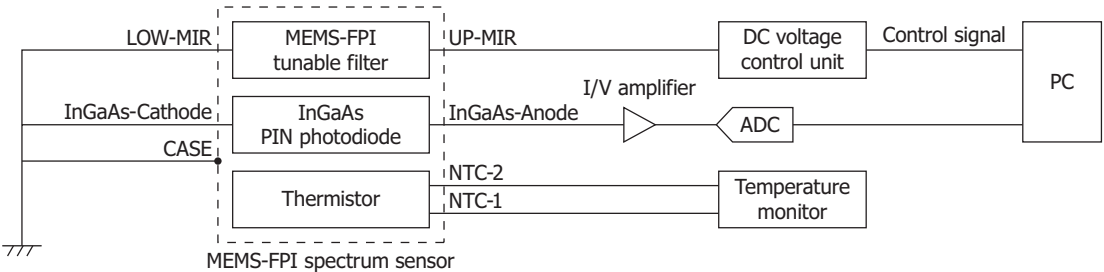 LOW-MIR
MEMS-FPI
tunable filter
UP-MIR
DC voltage
control unit
Control signal
PC
I/V amplifier
InGaAs-Cathode
InGaAs
PIN photodiode
InGaAs-Anode
ADC
CASE
Thermistor
NTC-2
NTC-1
Temperature
monitor
MEMS-FPI spectrum sensor